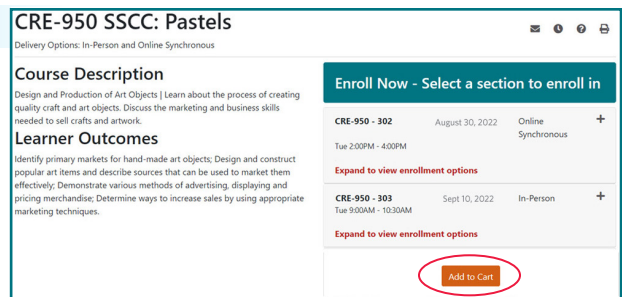 CRE-950 SSCC: Pastels
Delivery Options: In-Person and Online Synchronous
Course Description
Design and Production of Art Objects | Learn about the process of creating
quality craft and art objects. Discuss the marketing and business skills
needed to sell crafts and artwork.
Learner Outcomes
Identify primary markets for hand-made art objects; Design and construct
popular art items and describe sources that can be used to market them
effectively; Demonstrate various methods of advertising, displaying and
pricing merchandise; Determine ways to increase sales by using appropriate
marketing techniques.
Enroll Now - Select a section to enroll in
CRE-950 - 302 August 30, 2022 Online
Synchronous
Tue 2:00PM - 4:00PM
Expand to view enrollment options
CRE-950 - 303 Sept 10, 2022 In-Person
Tue 9:00AM - 10:30AM
Expand to view enrollment options
Add to Cart